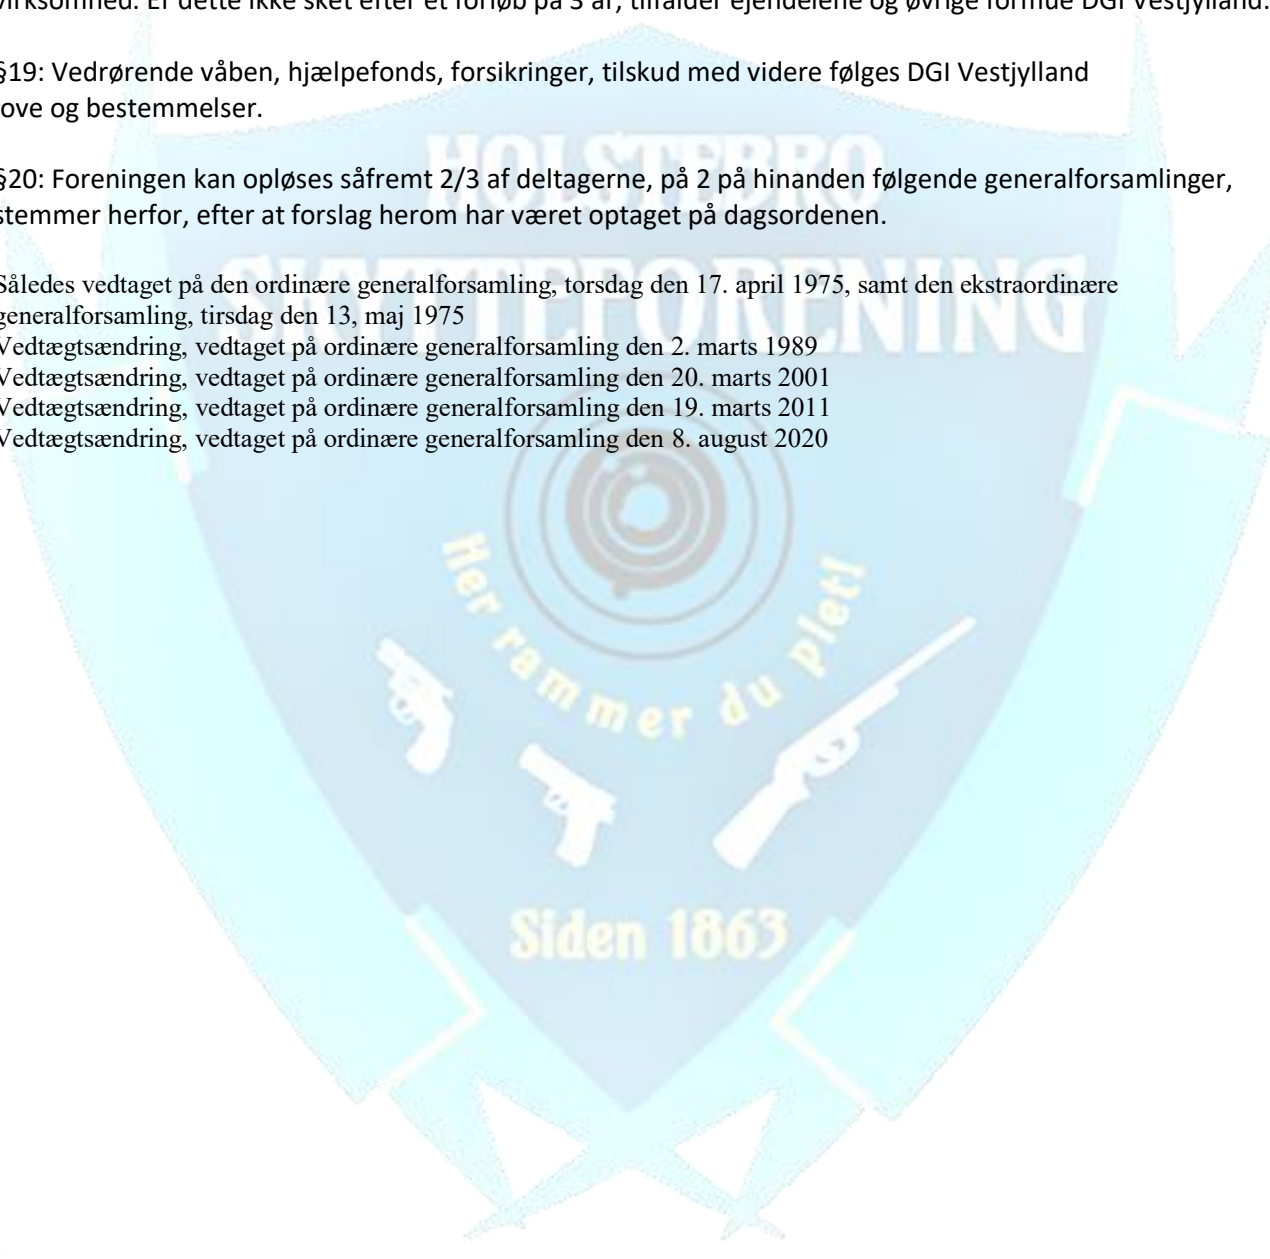 virksomhed. Er dette ikke sket efter et forløb på 3 år, tilfalder ejendelene og øvrige formue DGI Vestjylland.
§19: Vedrørende våben, hjælpefonds, forsikringer, tilskud med videre følges DGI Vestjylland
love og bestemmelser.
§20: Foreningen kan opløses såfremt 2/3 af deltagerne, på 2 på hinanden følgende generalforsamlinger,
stemmer herfor, efter at forslag herom har været optaget på dagsordenen.
Således vedtaget på den ordinære generalforsamling, torsdag den 17. april 1975, samt den ekstraordinære
generalforsamling, tirsdag den 13, maj 1975
Vedtægtsændring, vedtaget på ordinære generalforsamling den 2. marts 1989
Vedtægtsændring, vedtaget på ordinære generalforsamling den 20. marts 2001
Vedtægtsændring, vedtaget på ordinære generalforsamling den 19. marts 2011
Vedtægtsændring, vedtaget på ordinære generalforsamling den 8. august 2020
HOLSTEBRO
SKYTTEFORENING
Her rammer du plet!
Siden 1863